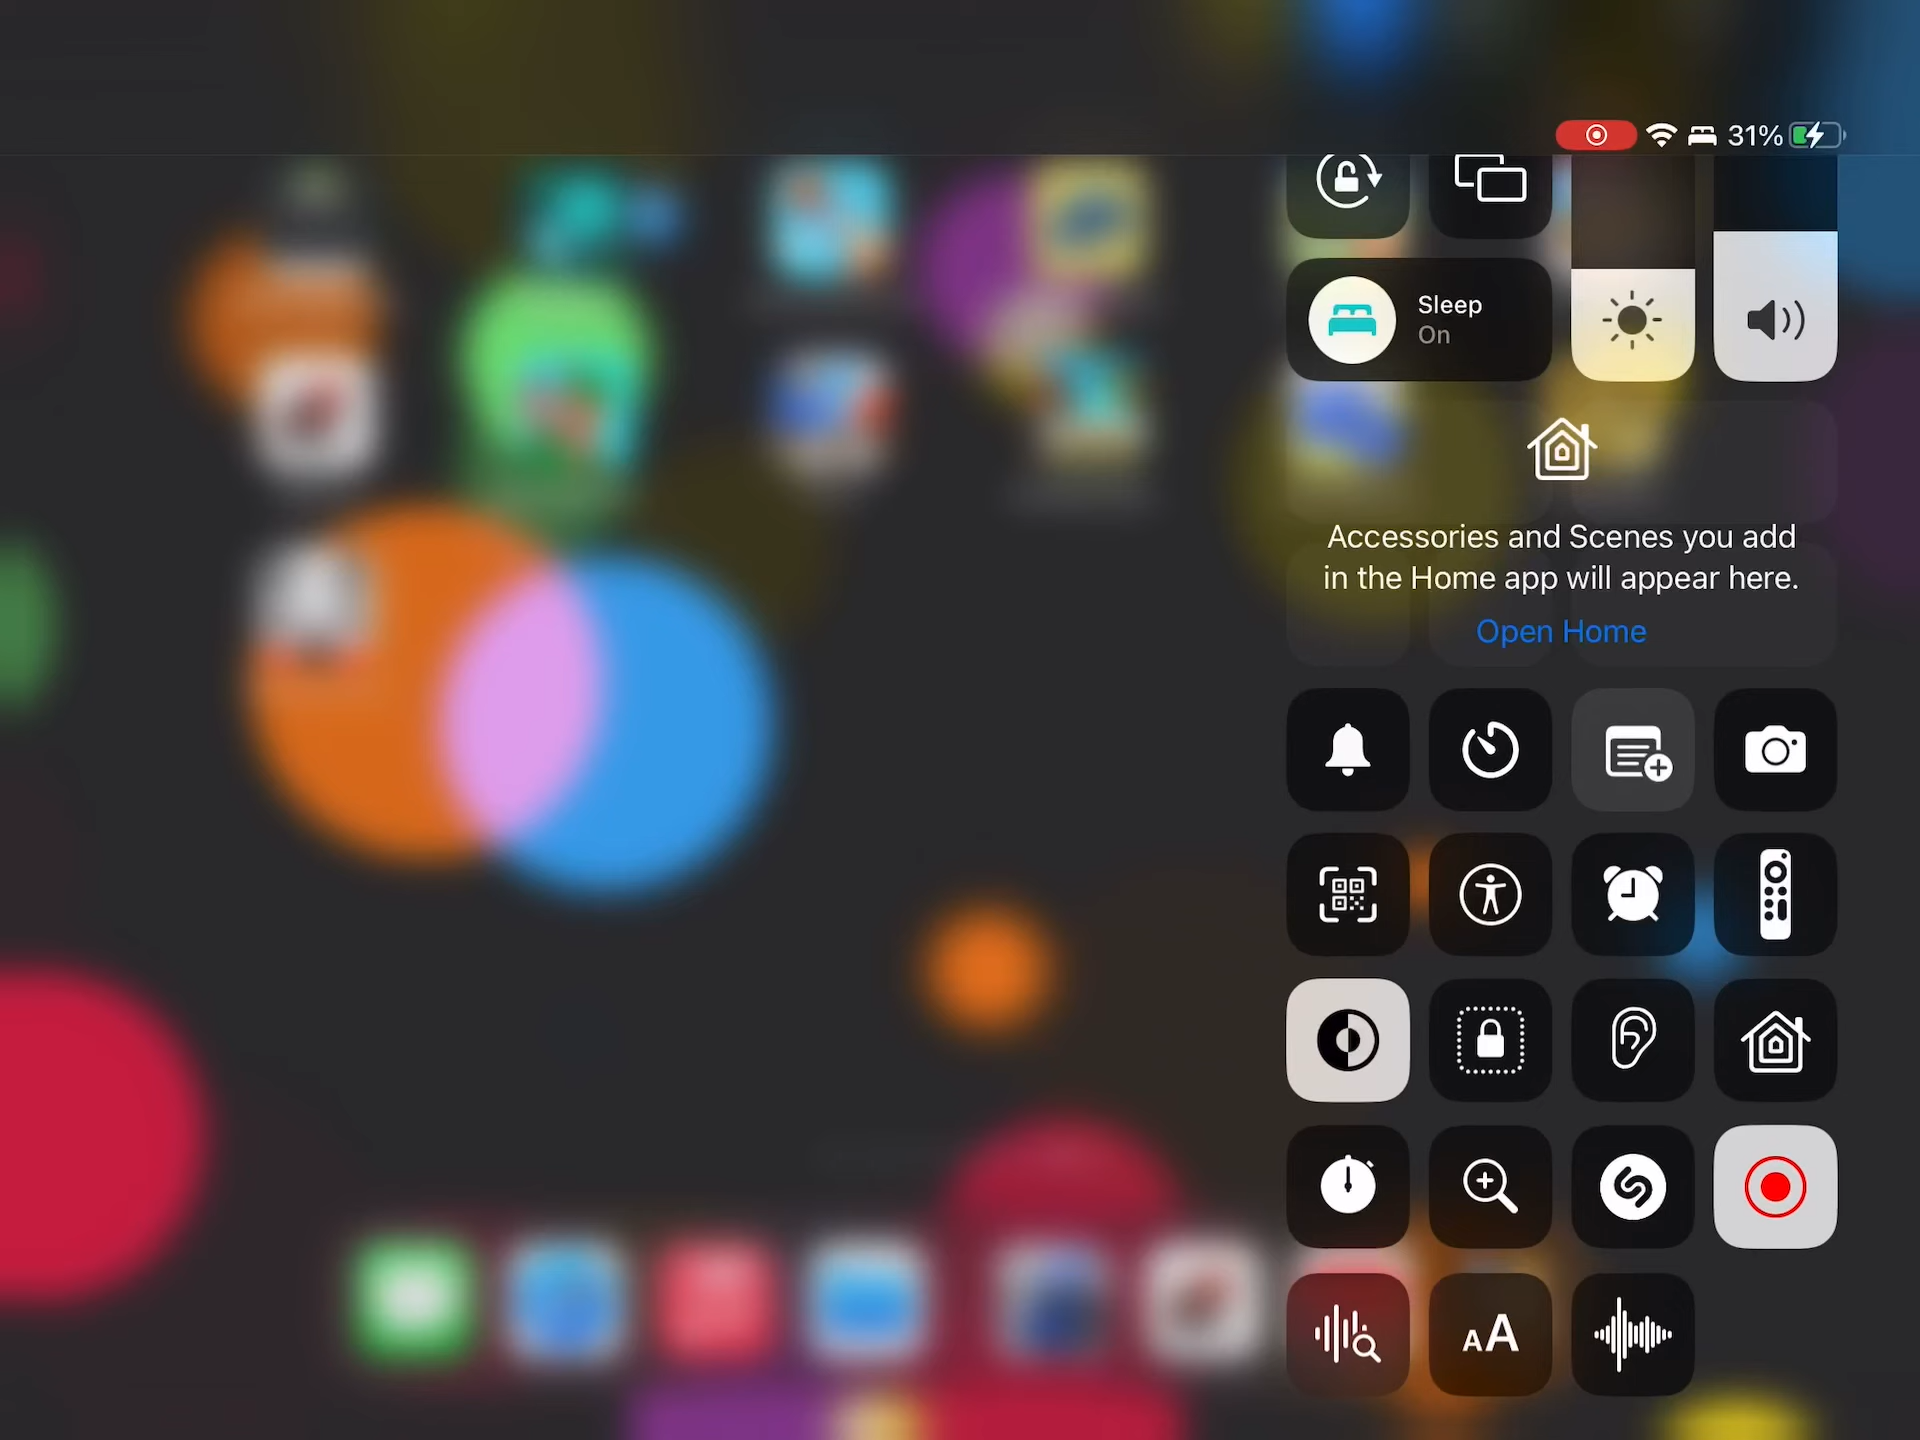 31%
Sleep
On
Accessories and Scenes you add
in the Home app will appear here.
Open Home
AA